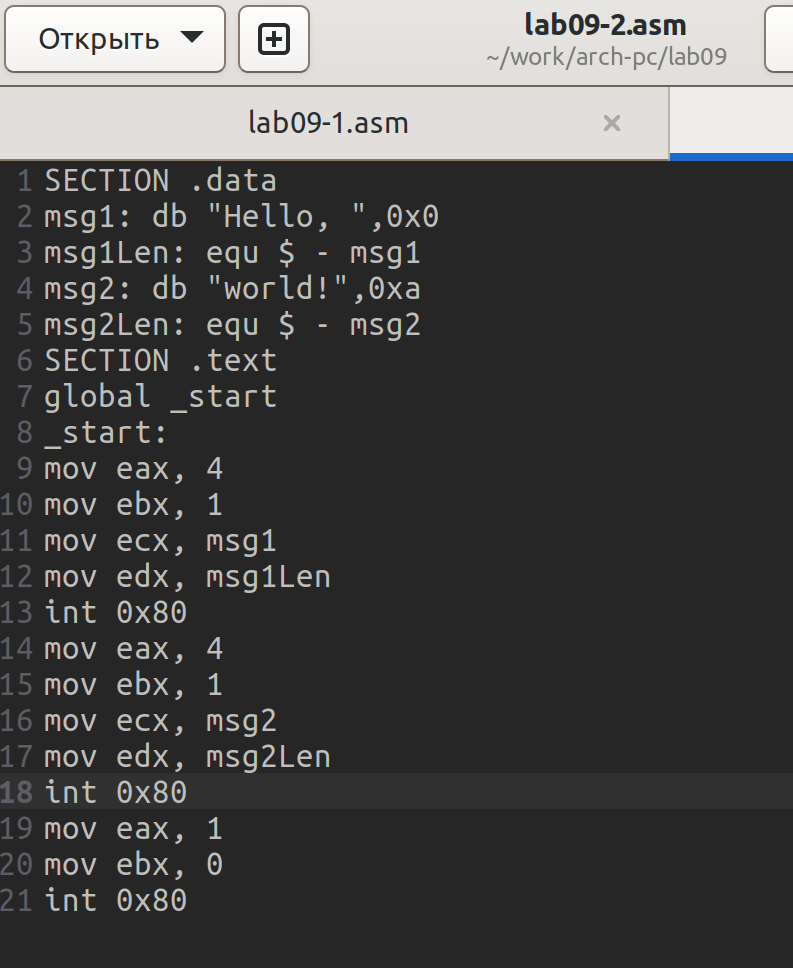 Открыть
lab09-2.asm
~/work/arch-pc/lab09
lab09-1.asm
1 SECTION .data
2 msg1: db "Hello, ",0x0
3 msg1Len: equ $ - msg1
4 msg2: db "world!",0xa
5 msg2Len: equ $ - msg2
6 SECTION .text
7 global _start
8 _start:
9 mov eax, 4
10 mov ebx, 1
11 mov ecx, msg1
12 mov edx, msg1Len
13 int 0x80
14 mov eax, 4
15 mov ebx, 1
16 mov ecx, msg2
17 mov edx, msg2Len
18 int 0x80
19 mov eax, 1
20 mov ebx, 0
21 int 0x80